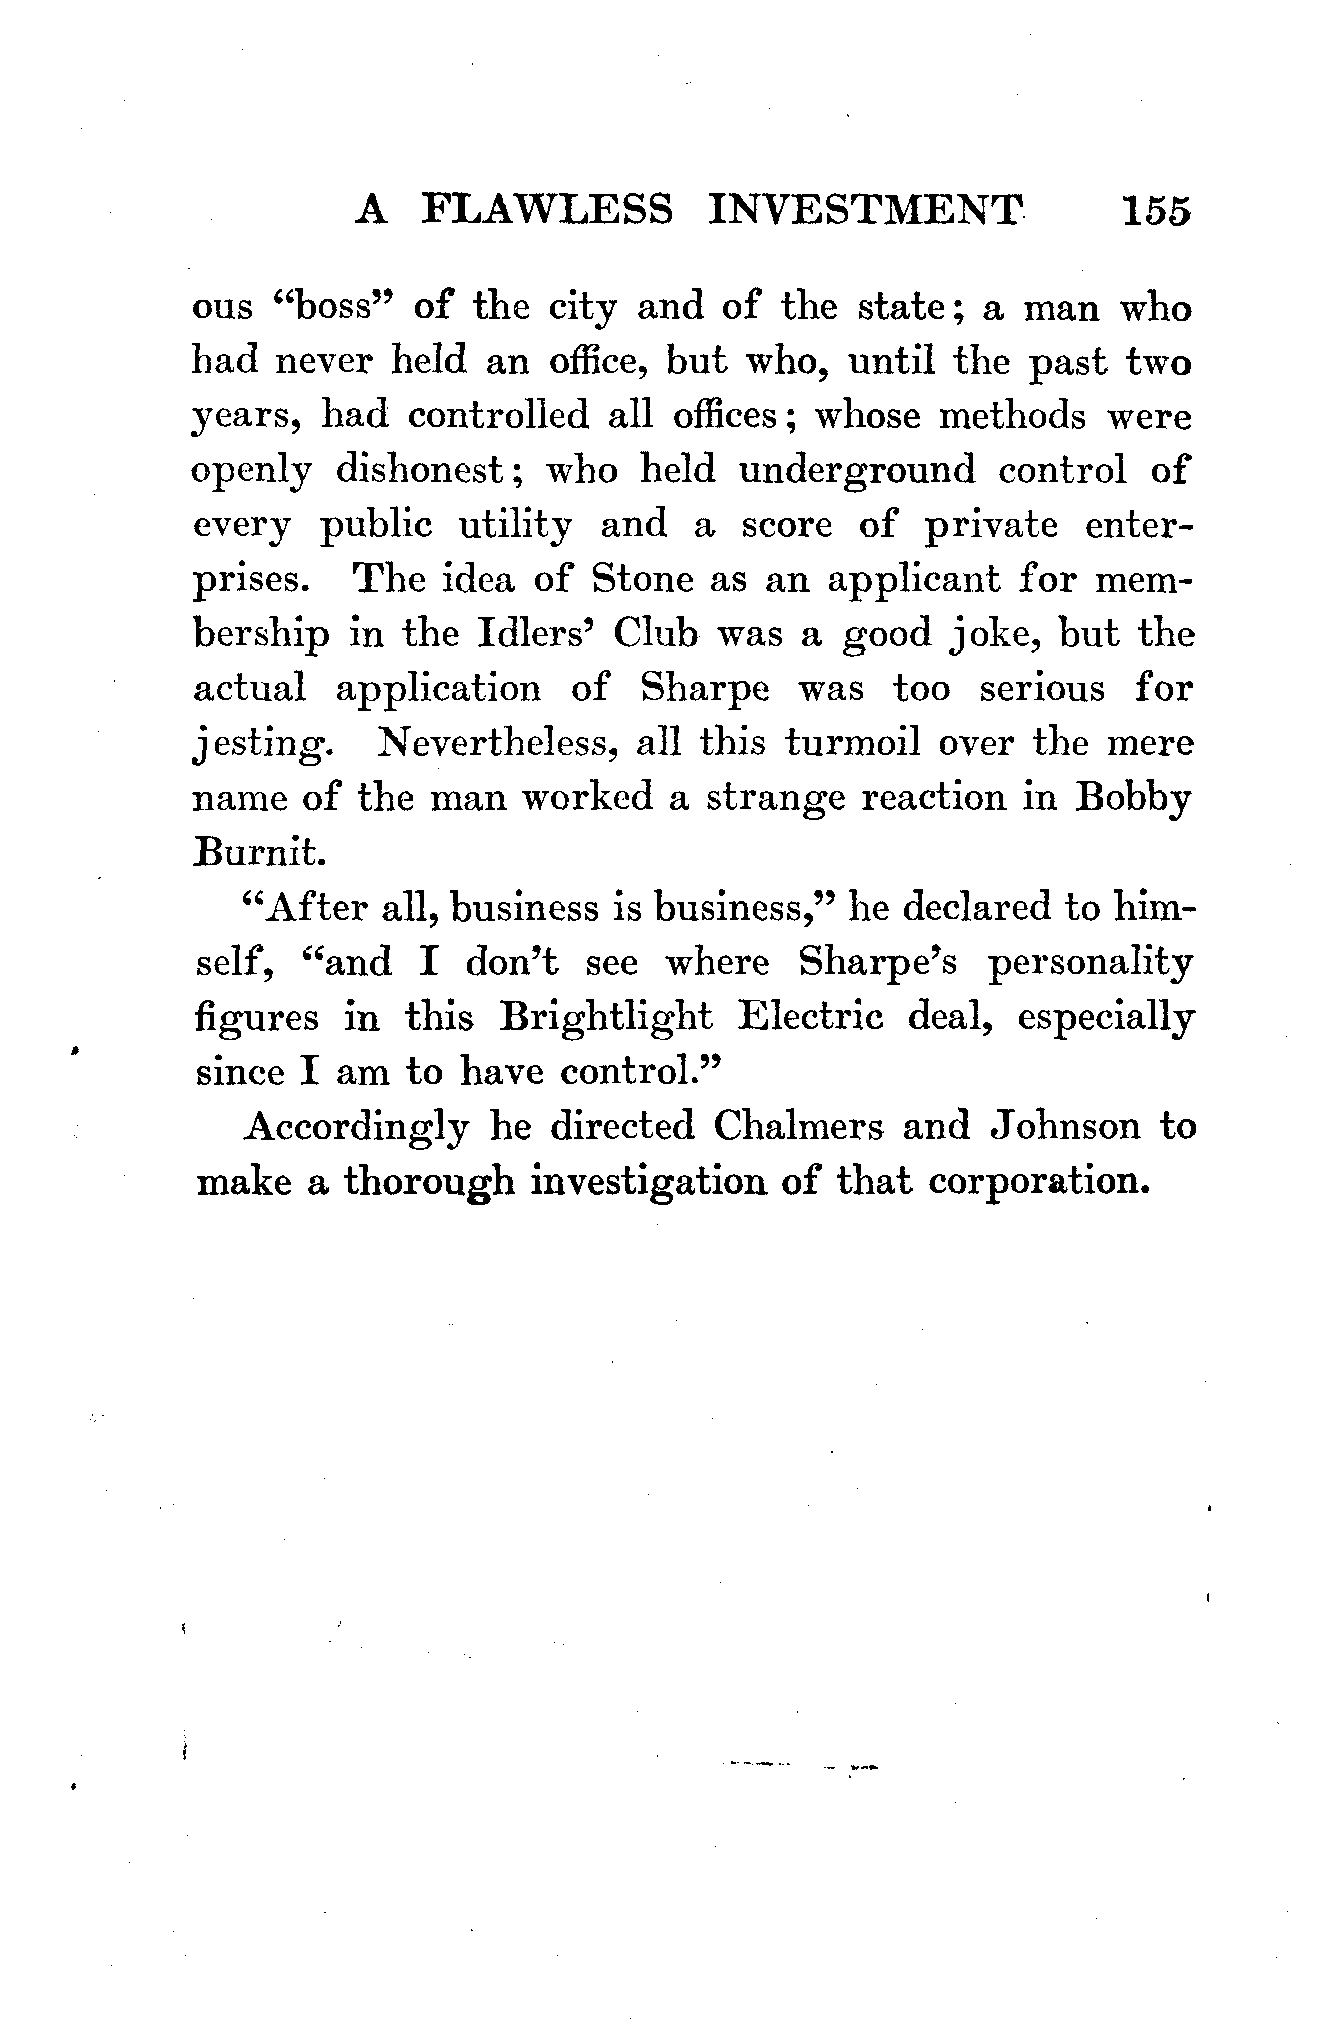 A FLAWLESS INVESTMENT 155
ous “boss” of the city and of the state; a man who
had never held an office, but who, until the past two
years, had controlled all offices; whose methods were
openly dishonest; who held underground control of
every public utility and a score of private enter-
prises. The idea of Stone as an applicant for mem-
bership in the Idlers’ Club was a good joke, but the
actual application of Sharpe was too serious for
jesting. Nevertheless, all this turmoil over the mere
name of the man worked a strange reaction in Bobby
Burnit.
“After all, business is business,” he declared to him-
self, “and I don’t see where Sharpe’s personality
figures in this Brightlight Electric deal, especially
since I am to have control.”
Accordingly he directed Chalmers and Johnson to
make a thorough investigation of that corporation.